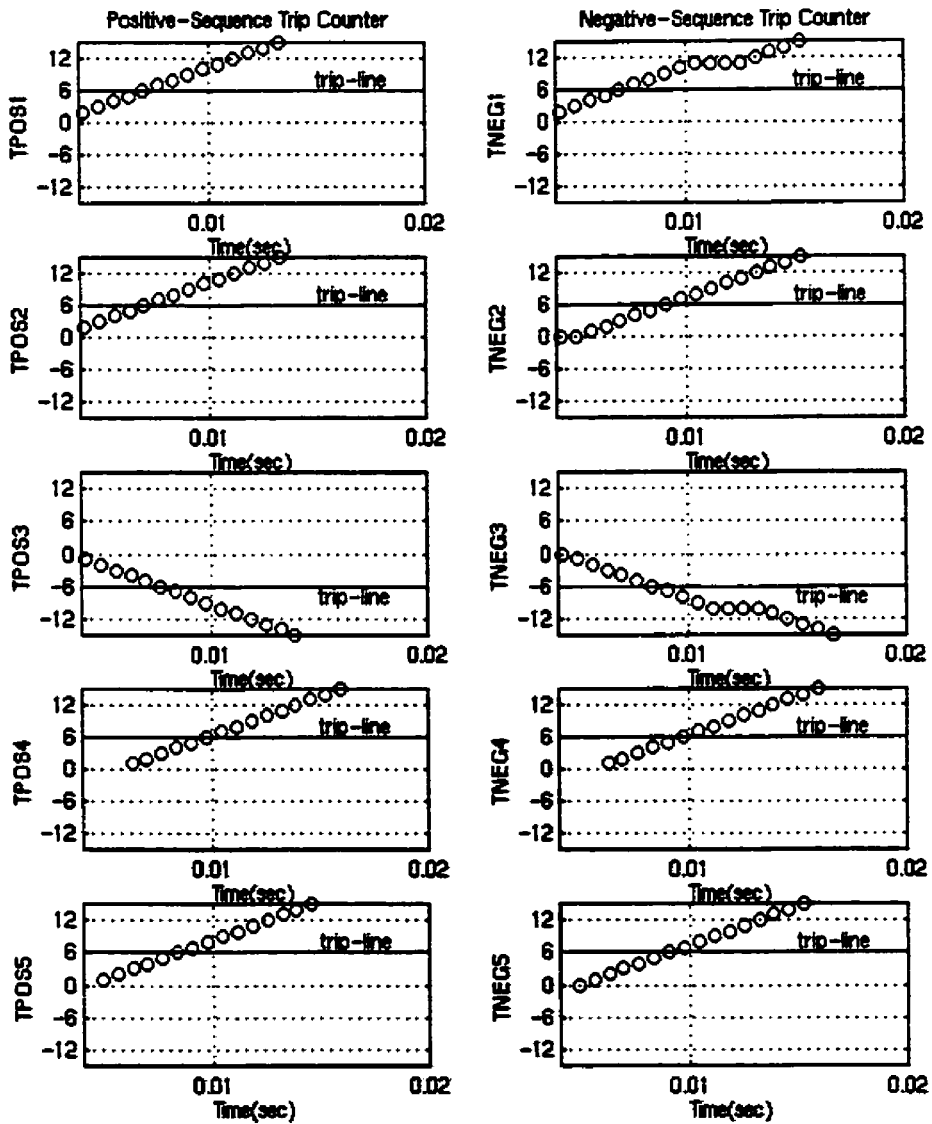 Positive-Sequence Trip Counter
12
6
0
-6
-12
TPOS1
trip-line
0.01
0.02
Time(sec)
Negative-Sequence Trip Counter
12
6
0
-6
-12
TNEG1
trip-line
0.01
0.02
Time(sec)
12
6
0
-6
-12
TPOS2
trip-line
0.01
0.02
Time(sec)
12
6
0
-6
-12
TNEG2
trip-line
0.01
0.02
Time(sec)
12
6
0
-6
-12
TPOS3
trip-line
0.01
0.02
Time(sec)
12
6
0
-6
-12
TNEG3
trip-line
0.01
0.02
Time(sec)
12
6
0
-6
-12
TPOS4
trip-line
0.01
0.02
Time(sec)
12
6
0
-6
-12
TNEG4
trip-line
0.01
0.02
Time(sec)
12
6
0
-6
-12
TPOS5
trip-line
0.01
0.02
Time(sec)
12
6
0
-6
-12
TNEG5
trip-line
0.01
0.02
Time(sec)